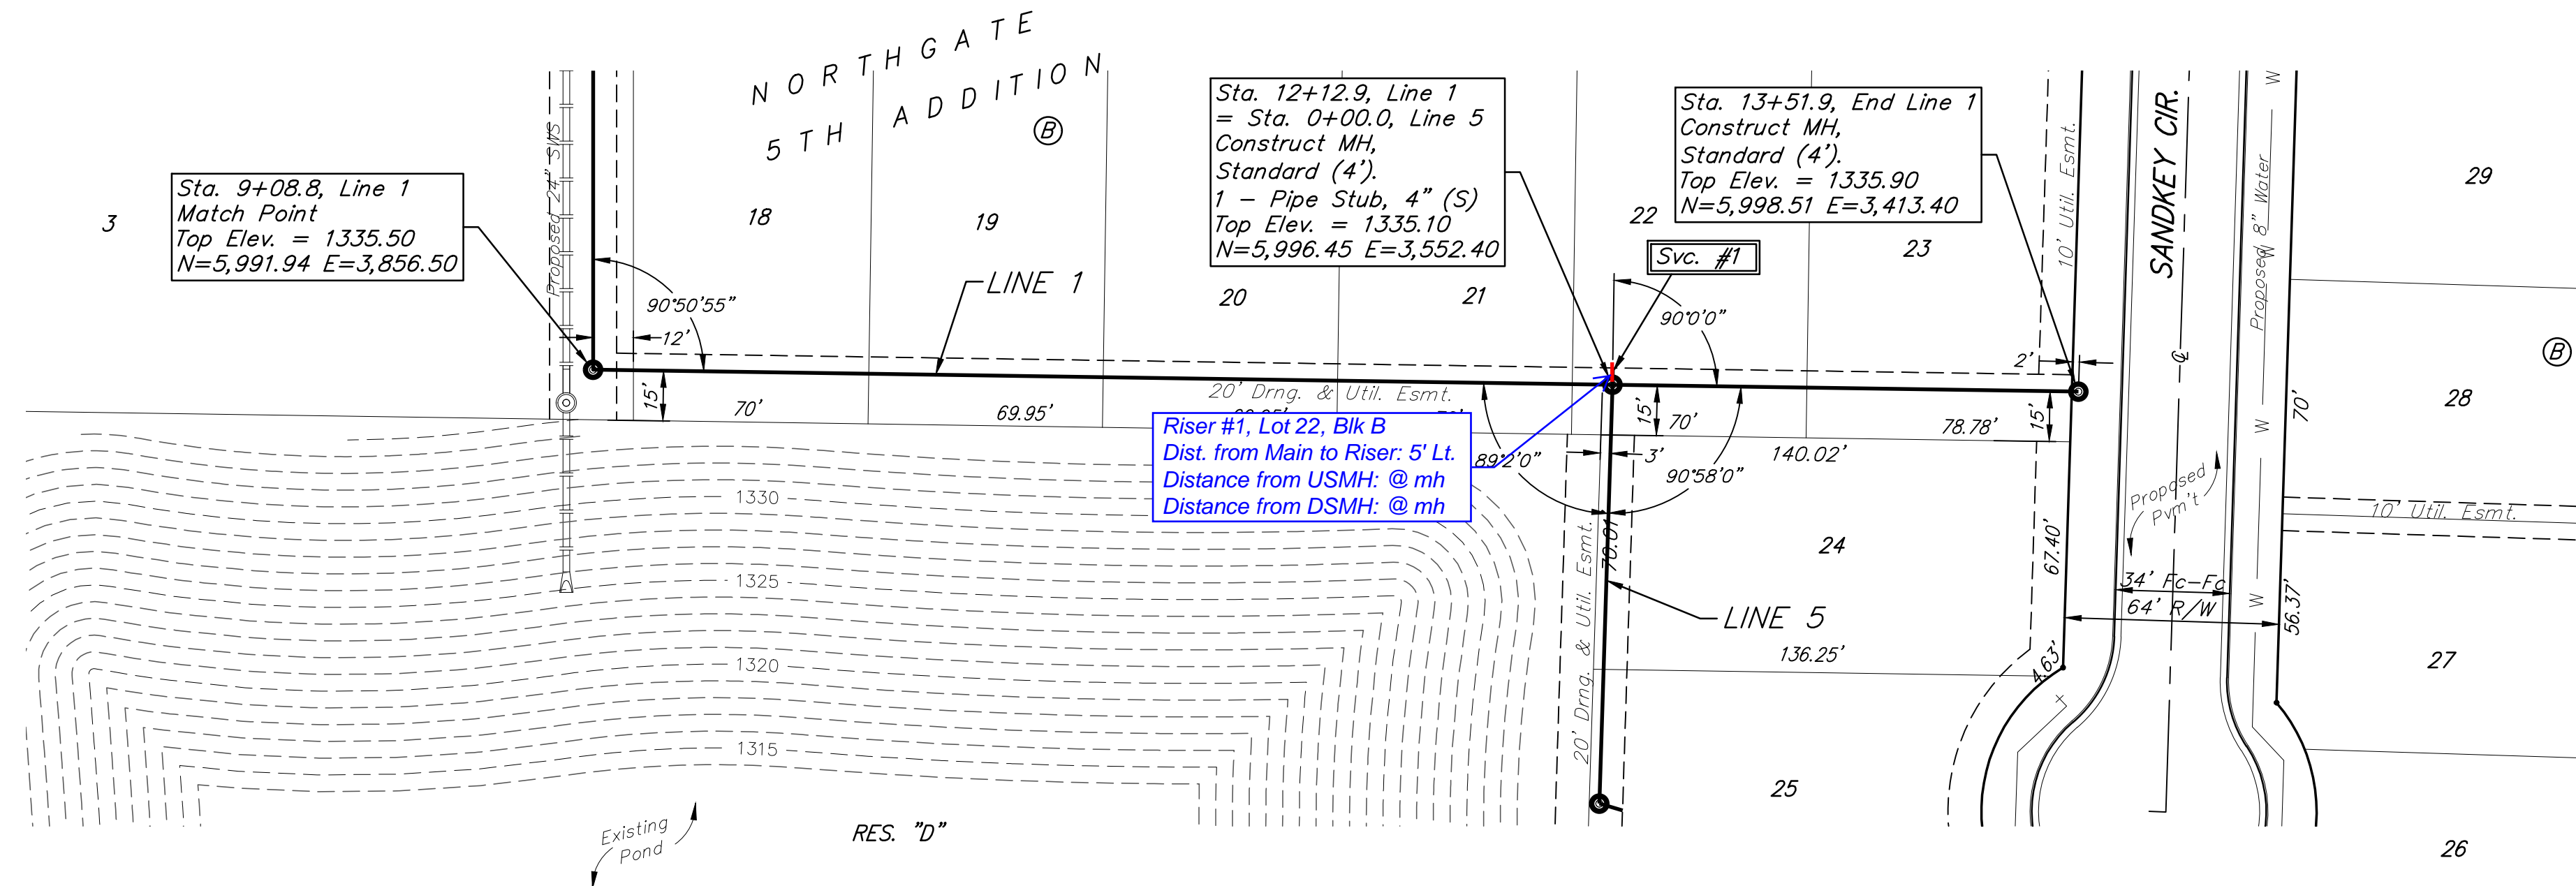 NORTHGATE
5TH ADDITION
B
Sta. 9+08.8, Line 1
Match Point
Top Elev. = 1335.50
N=5,991.94 E=3,856.50
3
Proposed 24" SWS
18
19
LINE 1
90°50'55"
12'
15'
70'
69.95'
20
21
20' Drng. & Util. Esmt.
Sta. 12+12.9, Line 1
= Sta. 0+00.0, Line 5
Construct MH,
Standard (4').
1 - Pipe Stub, 4" (S)
Top Elev. = 1335.10
N=5,996.45 E=3,552.40
22
Svc. #1
90°0'0"
Sta. 13+51.9, End Line 1
Construct MH,
Standard (4').
Top Elev. = 1335.90
N=5,998.51 E=3,413.40
23
10' Util. Esmt.
SANDKEY CIR.
Proposed 8" Water
W
W
W
W
W
29
B
28
70'
2'
15'
70'
78.78'
15'
Riser #1, Lot 22, Blk B
Dist. from Main to Riser: 5' Lt.
Distance from USMH: @ mh
Distance from DSMH: @ mh
89°2'0"
3'
90°58'0"
140.02'
1330
1325
1320
1315
70.01'
20' Drng. & Util. Esmt.
24
LINE 5
136.25'
67.40'
4.63'
Proposed
Pvm't
34' Fc-Fc
64' R/W
56.37'
10' Util. Esmt.
27
25
26
Existing
Pond
RES. "D"